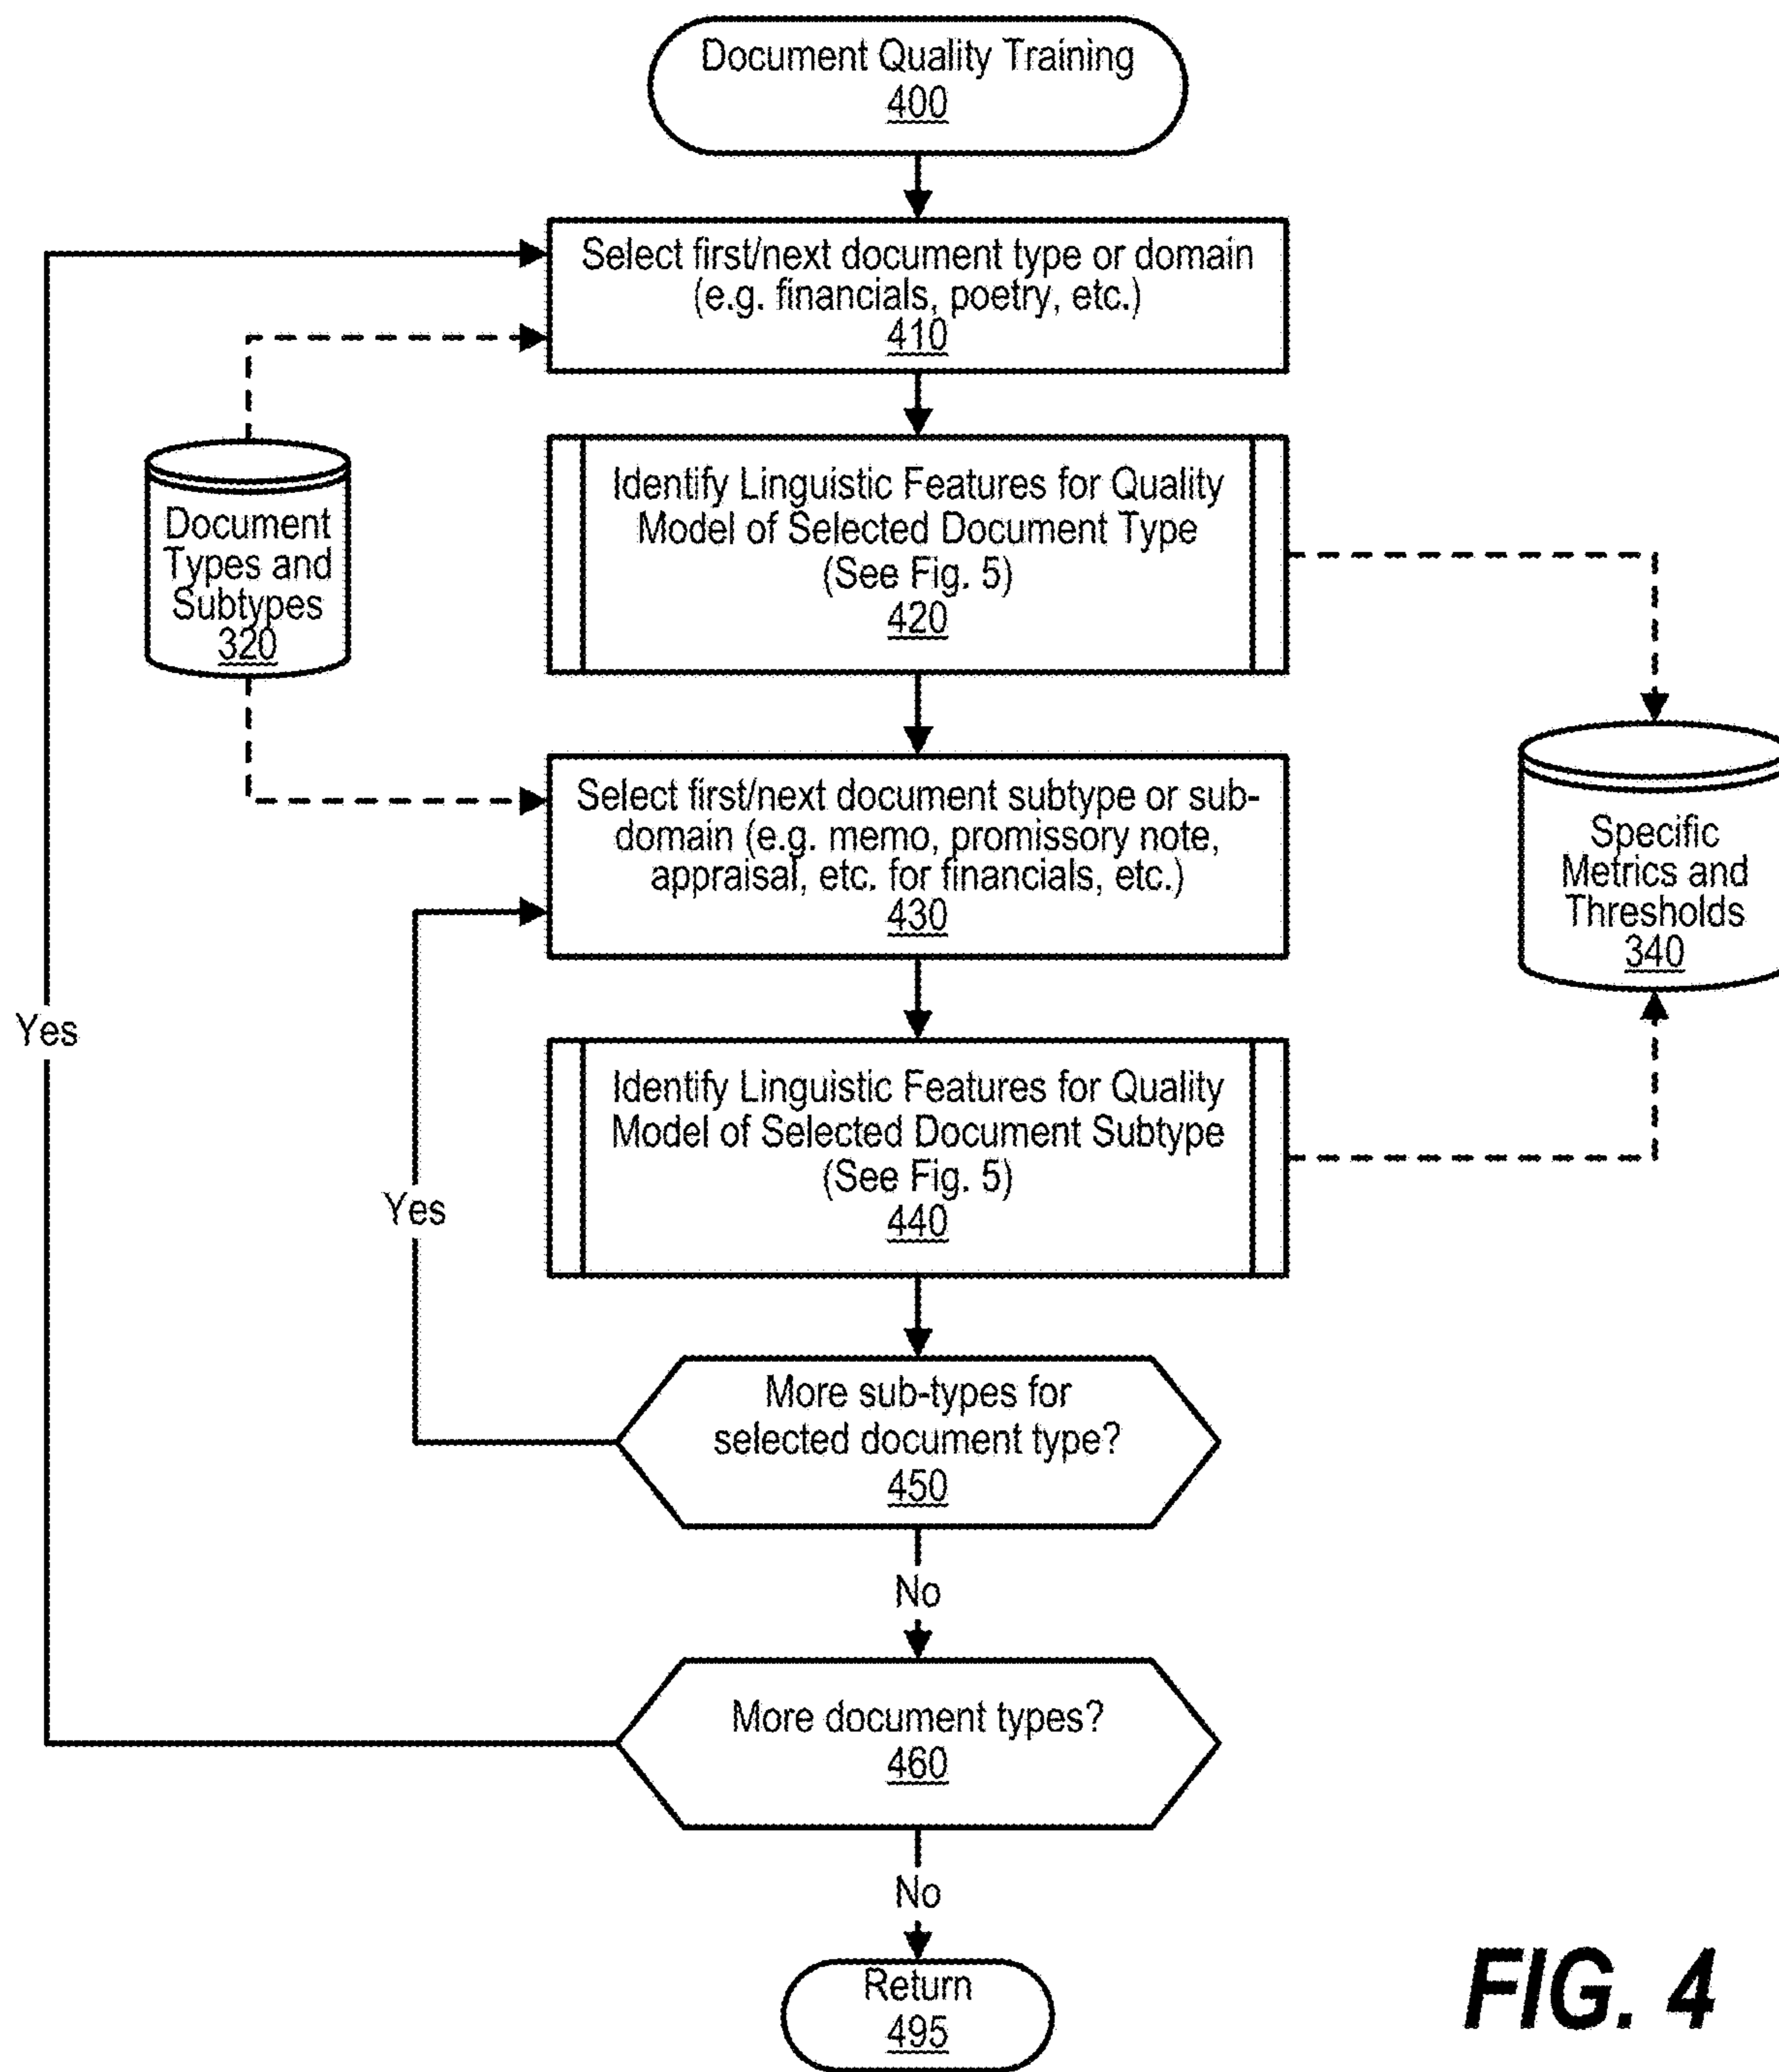 Document Quality Training
400
Select first/next document type or domain
(e.g. financials, poetry, etc.)
410
Identify Linguistic Features for Quality
Model of Selected Document Type
(See Fig. 5)
420
Document
Types and
Subtypes
320
Select first/next document subtype or sub-
domain (e.g. memo, promissory note,
appraisal, etc. for financials, etc.)
430
Specific
Metrics and
Thresholds
340
Yes
Identify Linguistic Features for Quality
Model of Selected Document Subtype
(See Fig. 5)
440
Yes
More sub-types for
selected document type?
450
No
More document types?
460
No
Return
495
FIG. 4